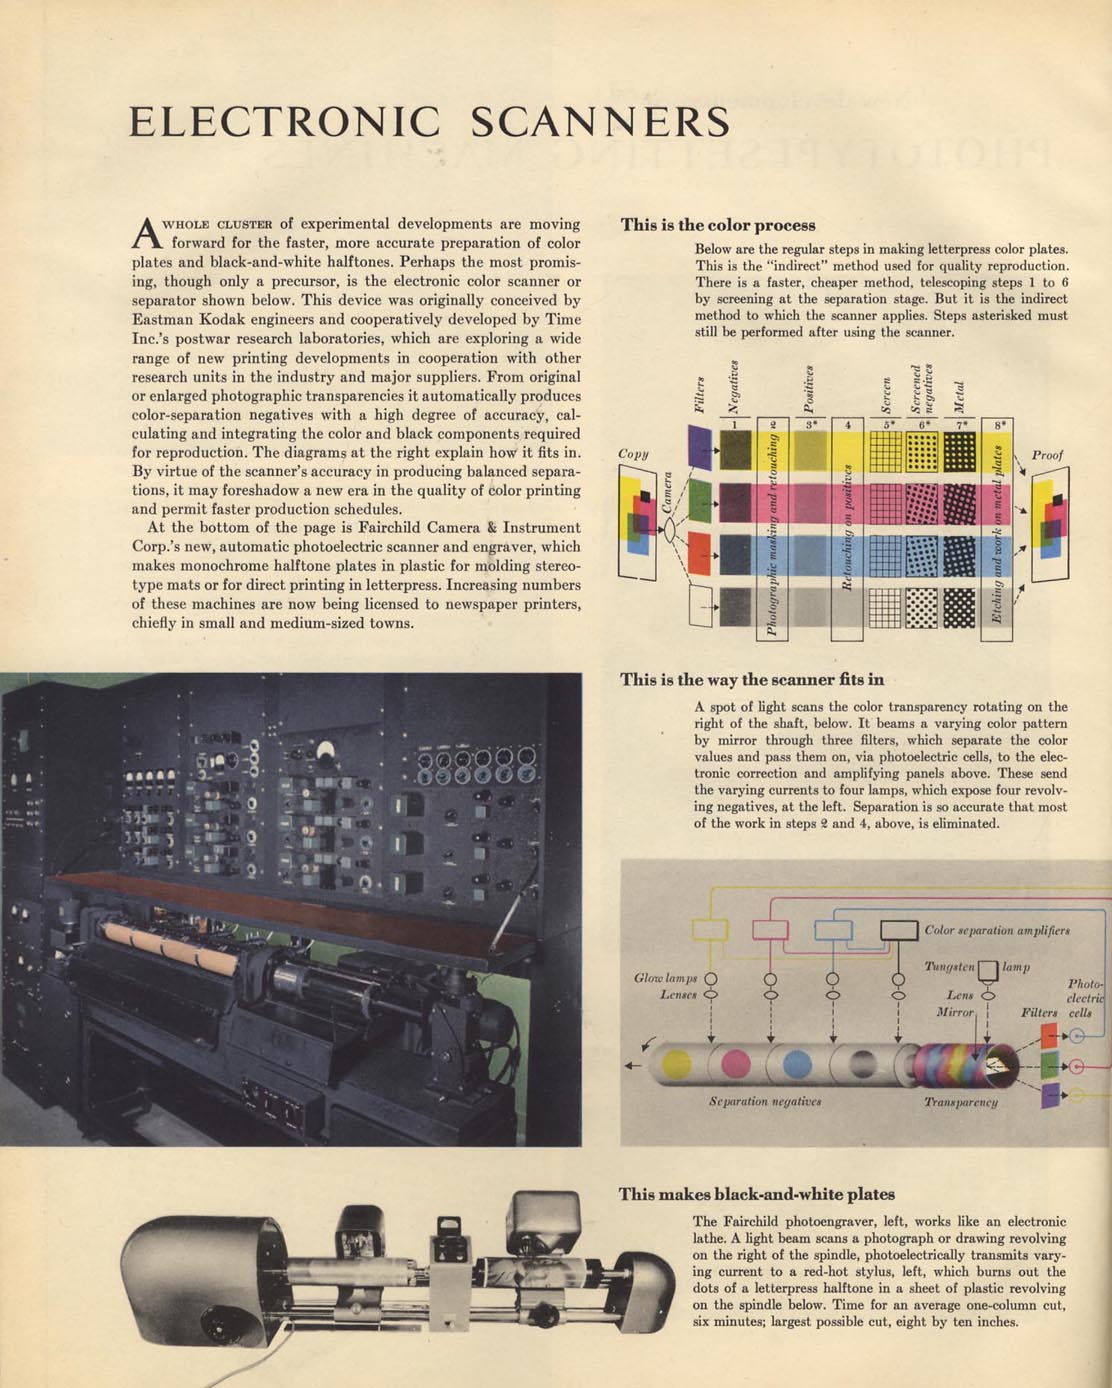 ELECTRONIC SCANNERS
A WHOLE CLUSTER of experimental developments are moving
forward for the faster, more accurate preparation of color
plates and black-and-white halftones. Perhaps the most promis-
ing, though only a precursor, is the electronic color scanner or
separator shown below. This device was originally conceived by
Eastman Kodak engineers and cooperatively developed by Time
Inc.'s postwar research laboratories, which are exploring a wide
range of new printing developments in cooperation with other
research units in the industry and major suppliers. From original
or enlarged photographic transparencies it automatically produces
color-separation negatives with a high degree of accuracy, cal-
culating and integrating the color and black components required
for reproduction. The diagrams at the right explain how it fits in.
By virtue of the scanner's accuracy in producing balanced separa-
tions, it may foreshadow a new era in the quality of color printing
and permit faster production schedules.
At the bottom of the page is Fairchild Camera & Instrument
Corp.'s new, automatic photoelectric scanner and engraver, which
makes monochrome halftone plates in plastic for molding stereo-
type mats or for direct printing in letterpress. Increasing numbers
of these machines are now being licensed to newspaper printers,
chiefly in small and medium-sized towns.
This is the color process
Below are the regular steps in making letterpress color plates.
This is the "indirect" method used for quality reproduction.
There is a faster, cheaper method, telescoping steps 1 to 6
by screening at the separation stage. But it is the indirect
method to which the scanner applies. Steps asterisked must
still be performed after using the scanner.
Filters
Negatives
Positives
Screen
Screened
negatives
Metal
1
2
3*
4
5*
6*
7*
8*
Copy
Camera
Photographic masking and retouching
Retouching on positives
Etching and work on metal plates
Proof
This is the way the scanner fits in
A spot of light scans the color transparency rotating on the
right of the shaft, below. It beams a varying color pattern
by mirror through three filters, which separate the color
values and pass them on, via photoelectric cells, to the elec-
tronic correction and amplifying panels above. These send
the varying currents to four lamps, which expose four revolv-
ing negatives, at the left. Separation is so accurate that most
of the work in steps 2 and 4, above, is eliminated.
Color separation amplifiers
Glow lamps
Lenses
Tungsten lamp
Lens
Mirror
Filters
Photo-
electric
cells
Separation negatives
Transparency
This makes black-and-white plates
The Fairchild photoengraver, left, works like an electronic
lathe. A light beam scans a photograph or drawing revolving
on the right of the spindle, photoelectrically transmits vary-
ing current to a red-hot stylus, left, which burns out the
dots of a letterpress halftone in a sheet of plastic revolving
on the spindle below. Time for an average one-column cut,
six minutes; largest possible cut, eight by ten inches.